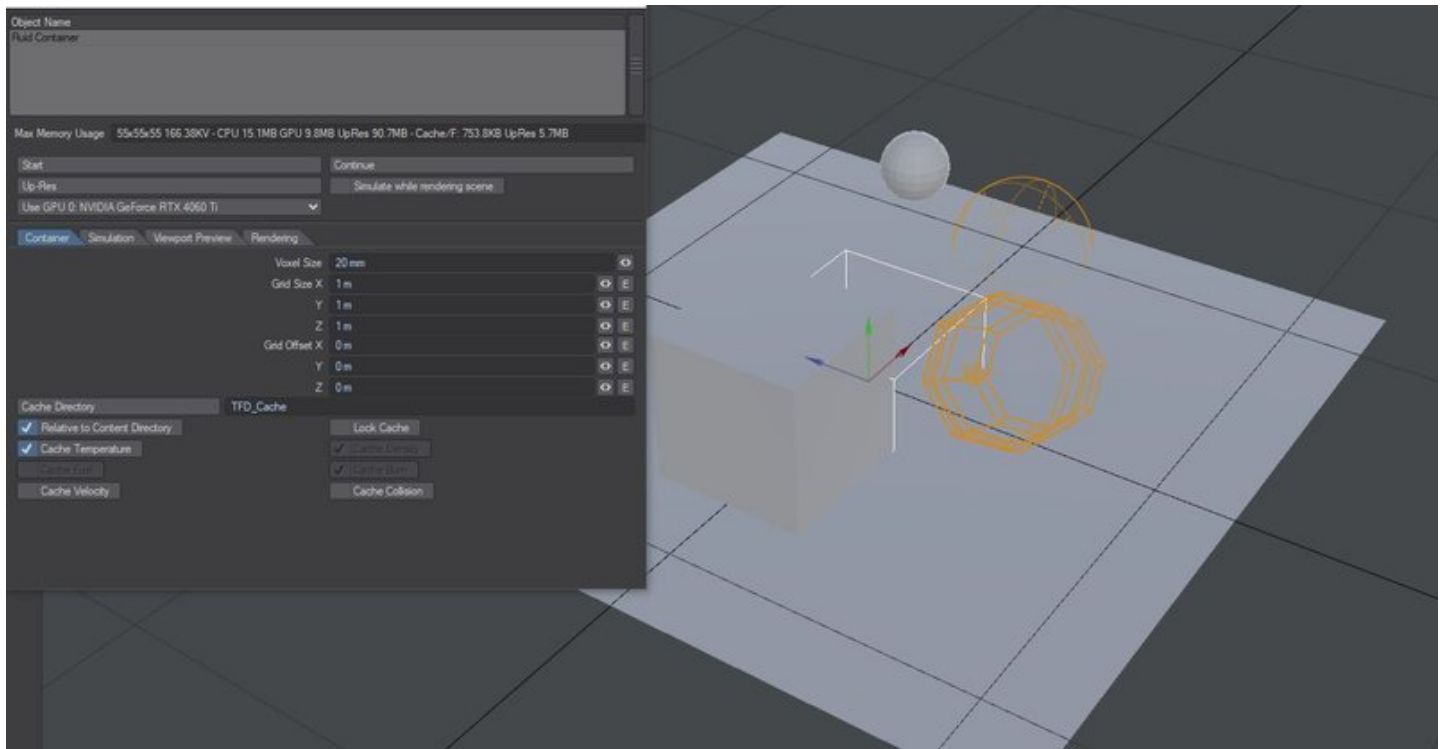 Object Name
Fluid Container
Max Memory Usage 55x55x55 166.38KV - CPU 15.1MB GPU 9.8MB UpRes 90.7MB - Cache/F: 753.8KB UpRes 5.7MB
Start Continue
Up-Res Simulate while rendering scene
Use GPU 0: NVIDIA GeForce RTX 4060 Ti
Container Simulation Viewport Preview Rendering
Voxel Size 20 mm
Grid Size X 1 m E
Y 1 m E
Z 1 m E
Grid Offset X 0 m E
Y 0 m E
Z 0 m E
Cache Directory TFD_Cache
Relative to Content Directory Lock Cache
Cache Temperature Cache Density
Cache Fuel Cache Burn
Cache Velocity Cache Collision